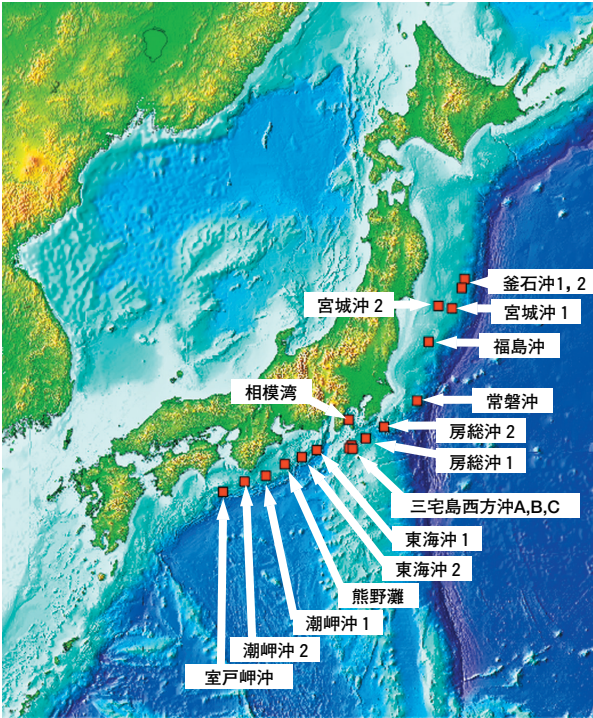 釜石沖1，2
宮城沖 2
宮城沖 1
福島沖
相模湾
常磐沖
房総沖 2
房総沖 1
三宅島西方沖A,B,C
東海沖 1
東海沖 2
熊野灘
潮岬沖 1
潮岬沖 2
室戸岬沖